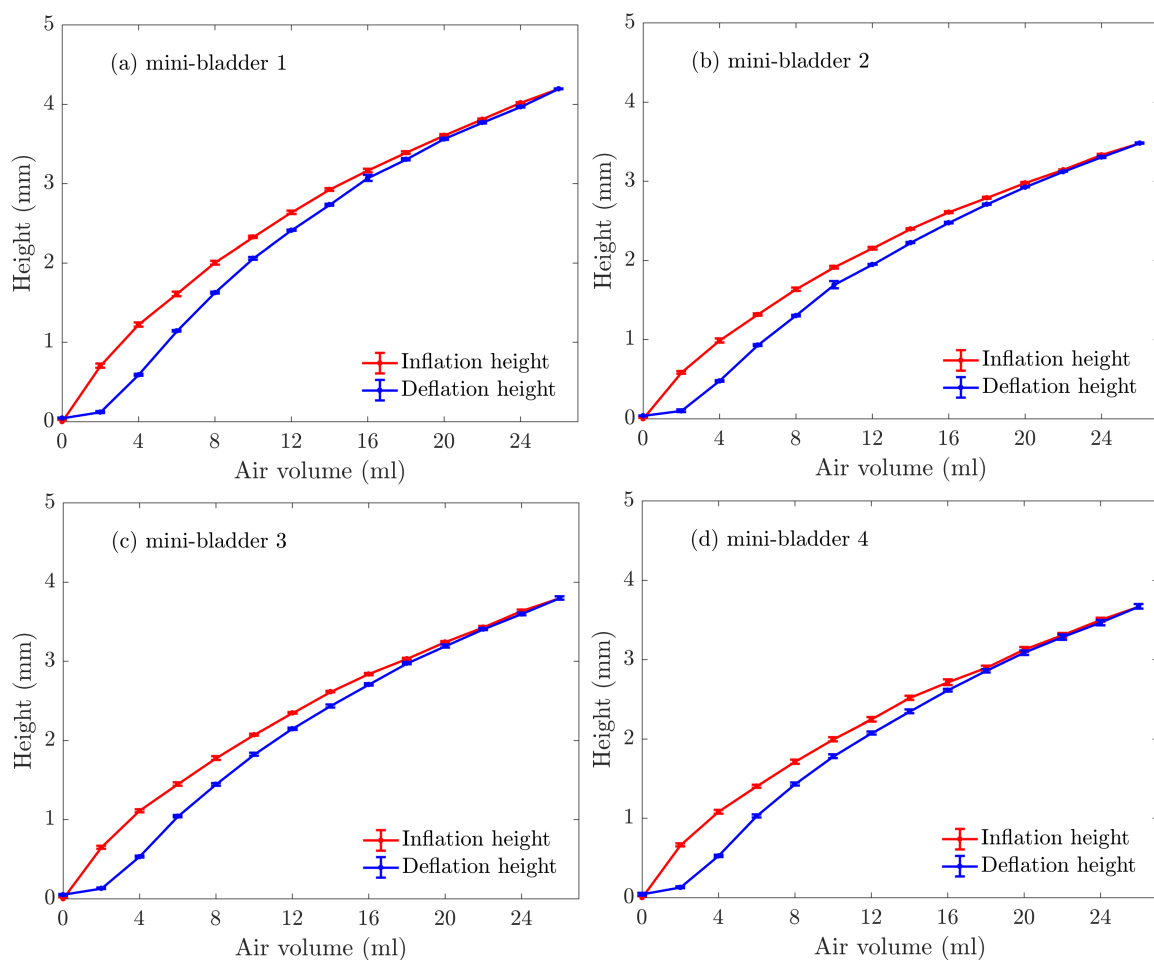 (a) mini-bladder 1
Height (mm)
5
4
3
2
1
0
Inflation height
Deflation height
0 4 8 12 16 20 24
Air volume (ml)
(b) mini-bladder 2
Height (mm)
5
4
3
2
1
0
Inflation height
Deflation height
0 4 8 12 16 20 24
Air volume (ml)
(c) mini-bladder 3
Height (mm)
5
4
3
2
1
0
Inflation height
Deflation height
0 4 8 12 16 20 24
Air volume (ml)
(d) mini-bladder 4
Height (mm)
5
4
3
2
1
0
Inflation height
Deflation height
0 4 8 12 16 20 24
Air volume (ml)